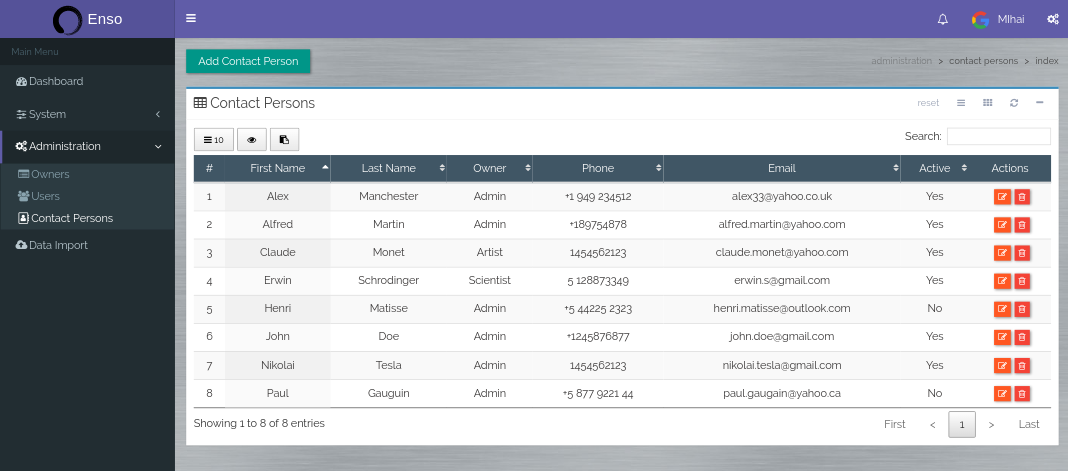 Enso
MIhai
Main Menu
Dashboard
System
Administration
Owners
Users
Contact Persons
Data Import
Add Contact Person
administration > contact persons > index
Contact Persons
reset
10
Search:
# First Name Last Name Owner Phone Email Active Actions
1 Alex Manchester Admin +1 949 234512 alex33@yahoo.co.uk Yes
2 Alfred Martin Admin +189754878 alfred.martin@yahoo.com Yes
3 Claude Monet Artist 1454562123 claude.monet@yahoo.com Yes
4 Erwin Schrodinger Scientist 5 128873349 erwin.s@gmail.com Yes
5 Henri Matisse Admin +5 44225 2323 henri.matisse@outlook.com No
6 John Doe Admin +1245876877 john.doe@gmail.com Yes
7 Nikolai Tesla Admin 1454562123 nikolai.tesla@gmail.com Yes
8 Paul Gauguin Admin +5 877 9221 44 paul.gaugain@yahoo.ca No
Showing 1 to 8 of 8 entries
First < 1 > Last